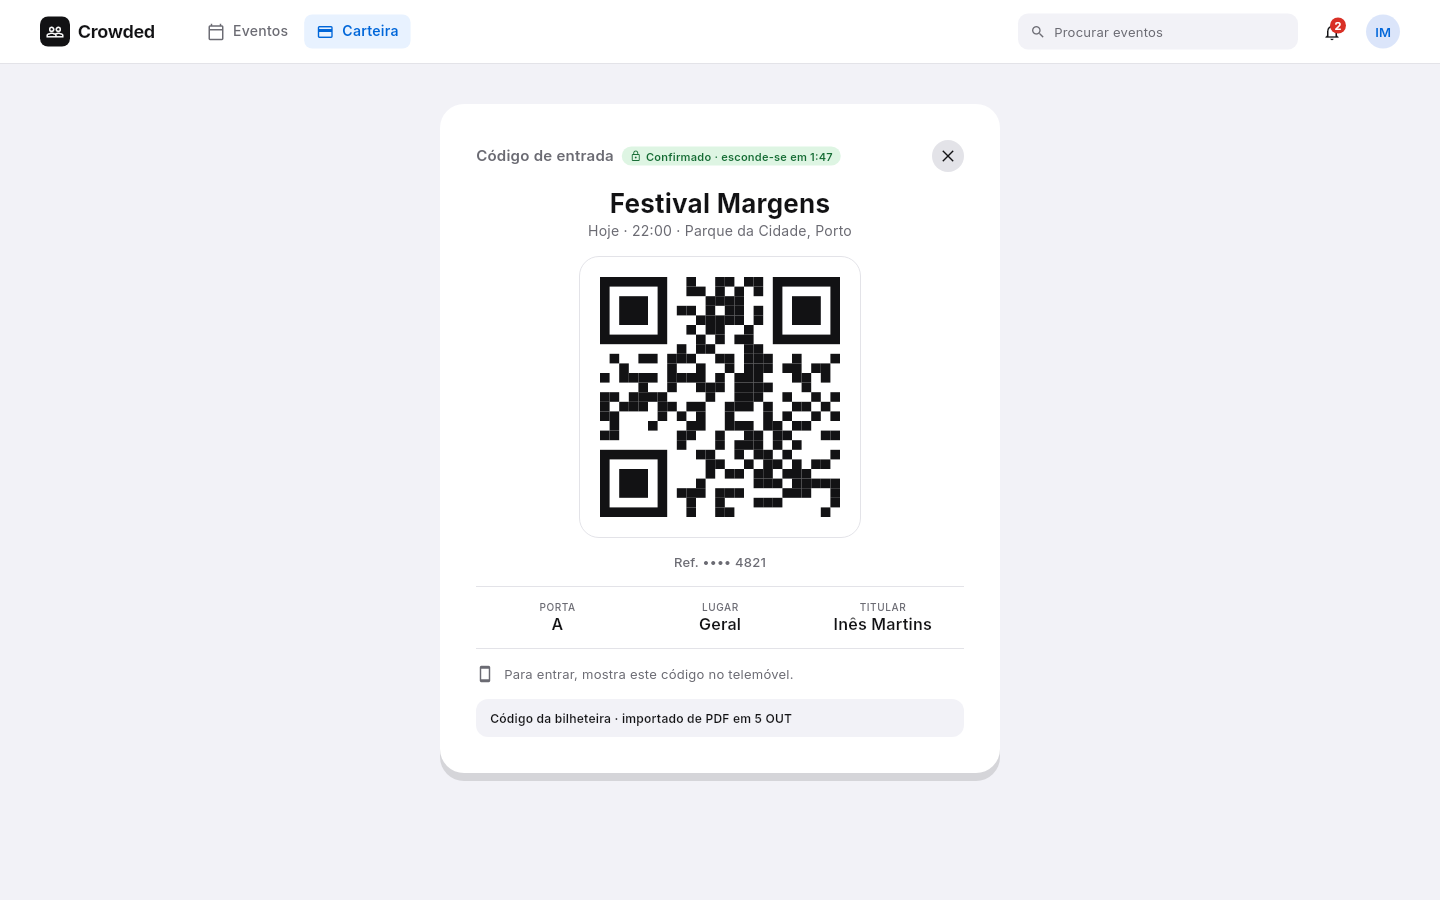 Crowded
Eventos
Carteira
Procurar eventos
2
IM
Código de entrada
Confirmado · esconde-se em 1:47
Festival Margens
Hoje · 22:00 · Parque da Cidade, Porto
Ref. •••• 4821
PORTA
A
LUGAR
Geral
TITULAR
Inês Martins
Para entrar, mostra este código no telemóvel.
Código da bilheteira · importado de PDF em 5 OUT